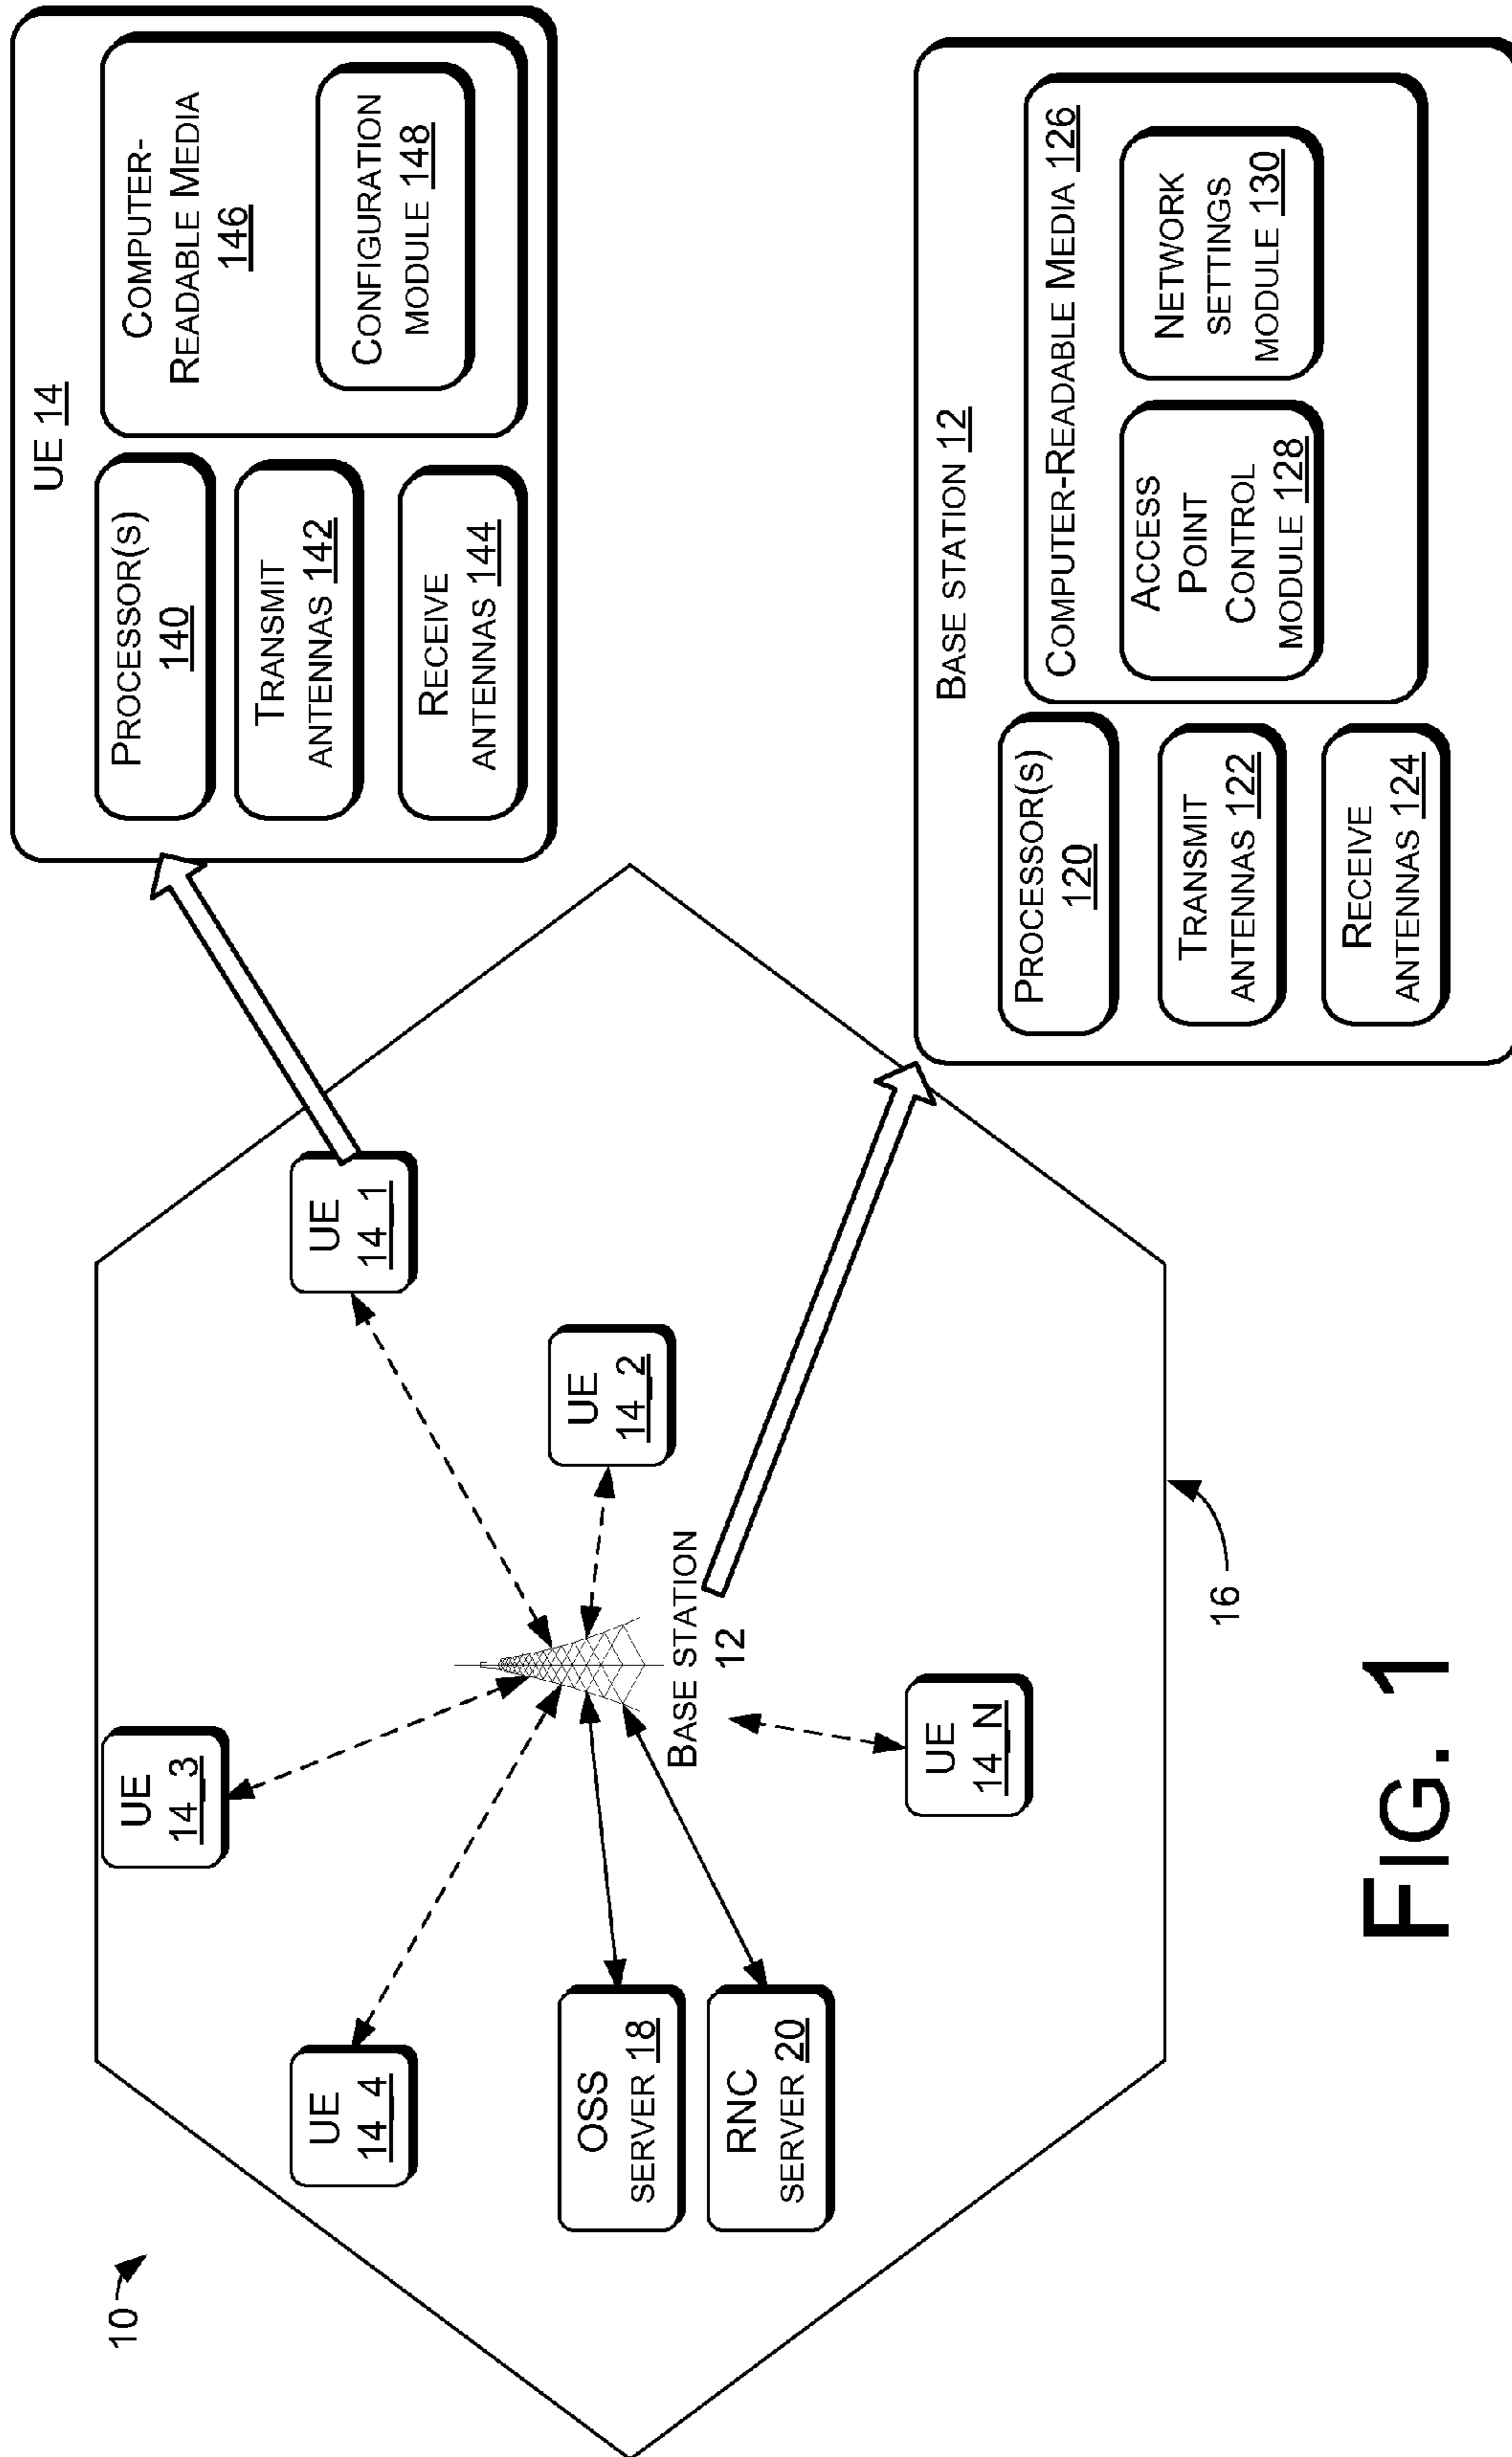 10
UE
14_4
UE
14_3
UE
14_1
UE
14_2
OSS
SERVER 18
RNC
SERVER 20
BASE STATION
12
UE
14_N
16
UE 14
PROCESSOR(S)
140
TRANSMIT
ANTENNAS 142
RECEIVE
ANTENNAS 144
COMPUTER-
READABLE MEDIA
146
CONFIGURATION
MODULE 148
BASE STATION 12
PROCESSOR(S)
120
TRANSMIT
ANTENNAS 122
RECEIVE
ANTENNAS 124
COMPUTER-READABLE MEDIA 126
ACCESS
POINT
CONTROL
MODULE 128
NETWORK
SETTINGS
MODULE 130
FIG. 1